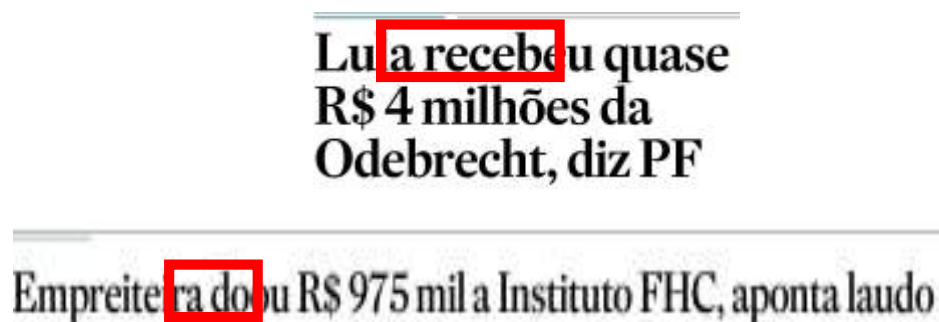 Lula recebeu quase
R$ 4 milhões da
Odebrecht, diz PF
Empreiteira doou R$ 975 mil a Instituto FHC, aponta laudo